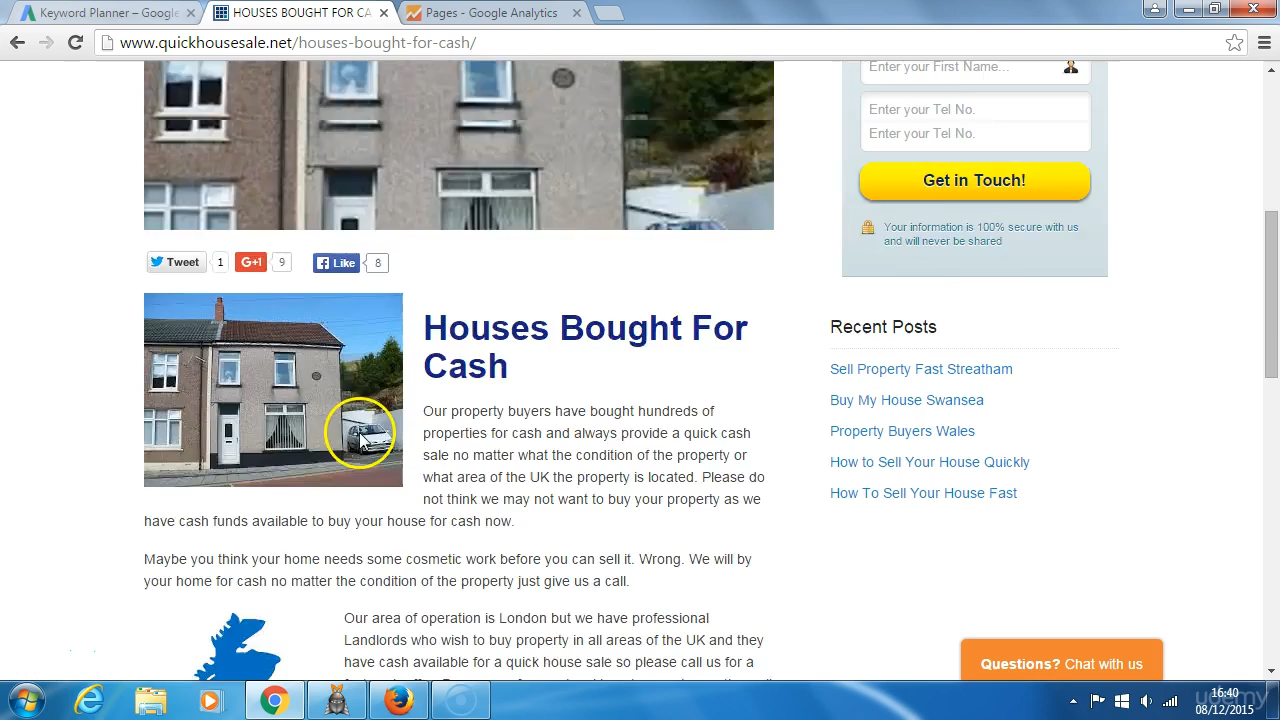 Keyword Planner – Google
HOUSES BOUGHT FOR CA
Pages - Google Analytics
www.quickhousesale.net/houses-bought-for-cash/
Enter your First Name...
Enter your Tel No.
Enter your Tel No.
Get in Touch!
Your information is 100% secure with us
and will never be shared
Tweet 1 G+1 9 Like 8
Houses Bought For
Cash
Our property buyers have bought hundreds of
properties for cash and always provide a quick cash
sale no matter what the condition of the property or
what area of the UK the property is located. Please do
not think we may not want to buy your property as we
have cash funds available to buy your house for cash now.
Maybe you think your home needs some cosmetic work before you can sell it. Wrong. We will by
your home for cash no matter the condition of the property just give us a call.
Our area of operation is London but we have professional
Landlords who wish to buy property in all areas of the UK and they
have cash available for a quick house sale so please call us for a
Recent Posts
Sell Property Fast Streatham
Buy My House Swansea
Property Buyers Wales
How to Sell Your House Quickly
How To Sell Your House Fast
Questions? Chat with us
16:40
08/12/2015
udemy